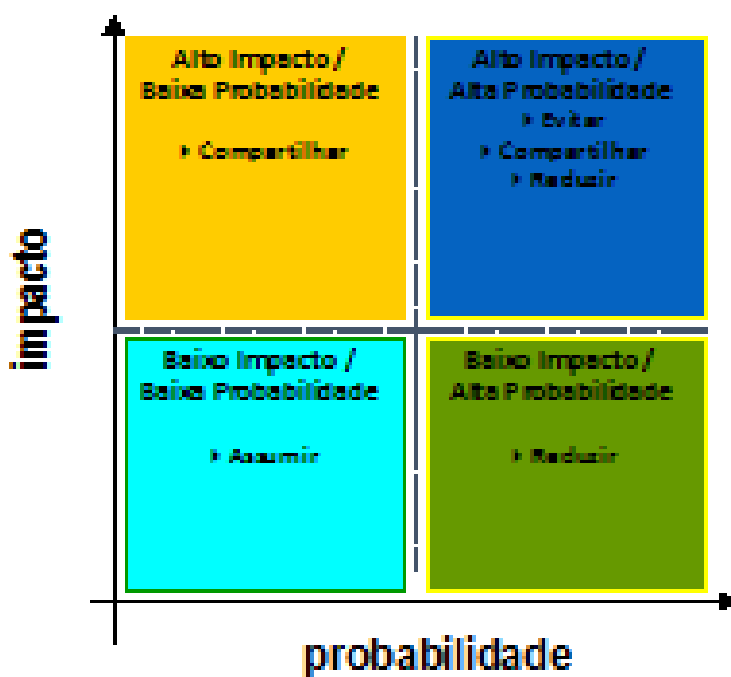 Alto Impacto /
Baixa Probabilidade
‣ Compartilhar
Alto Impacto /
Alta Probabilidade
‣ Evitar
‣ Compartilhar
‣ Reduzir
impacto
Baixo Impacto /
Baixa Probabilidade
‣ Assumir
Baixo Impacto /
Alta Probabilidade
‣ Reduzir
probabilidade